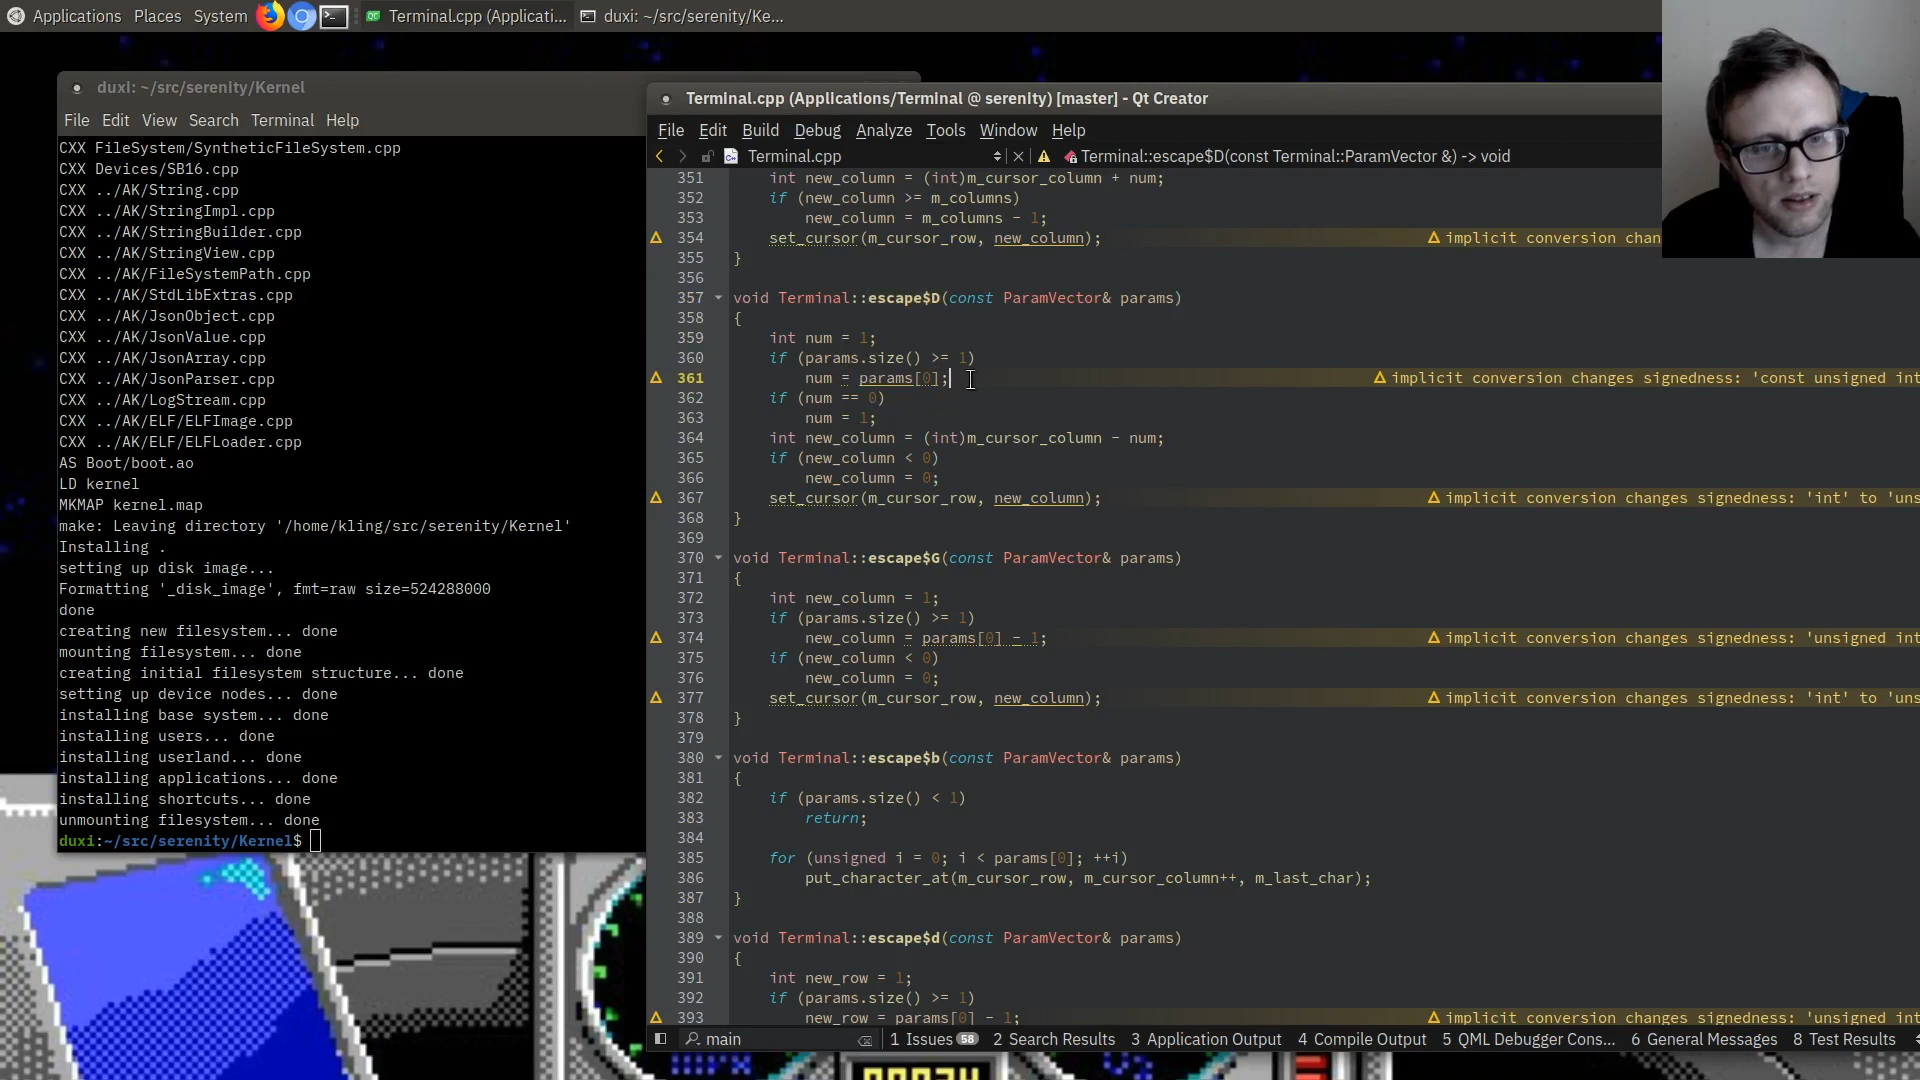 Applications Places System Terminal.cpp (Applicati... duxi: ~/src/serenity/Ke...
duxi: ~/src/serenity/Kernel
File Edit View Search Terminal Help
CXX FileSystem/SyntheticFileSystem.cpp
CXX Devices/SB16.cpp
CXX ../AK/String.cpp
CXX ../AK/StringImpl.cpp
CXX ../AK/StringBuilder.cpp
CXX ../AK/StringView.cpp
CXX ../AK/FileSystemPath.cpp
CXX ../AK/StdLibExtras.cpp
CXX ../AK/JsonObject.cpp
CXX ../AK/JsonValue.cpp
CXX ../AK/JsonArray.cpp
CXX ../AK/JsonParser.cpp
CXX ../AK/LogStream.cpp
CXX ../AK/ELF/ELFImage.cpp
CXX ../AK/ELF/ELFLoader.cpp
AS Boot/boot.ao
LD kernel
MKMAP kernel.map
make: Leaving directory '/home/kling/src/serenity/Kernel'
Installing .
setting up disk image...
Formatting '_disk_image', fmt=raw size=524288000
done
creating new filesystem... done
mounting filesystem... done
creating initial filesystem structure... done
setting up device nodes... done
installing base system... done
installing users... done
installing userland... done
installing applications... done
installing shortcuts... done
unmounting filesystem... done
duxi:~/src/serenity/Kernel$
Terminal.cpp (Applications/Terminal @ serenity) [master] - Qt Creator
File Edit Build Debug Analyze Tools Window Help
Terminal.cpp Terminal::escape$D(const Terminal::ParamVector &) -> void
351 int new_column = (int)m_cursor_column + num;
352 if (new_column >= m_columns)
353 new_column = m_columns - 1;
354 set_cursor(m_cursor_row, new_column); implicit conversion chan
355 }
356
357 void Terminal::escape$D(const ParamVector& params)
358 {
359 int num = 1;
360 if (params.size() >= 1)
361 num = params[0]; implicit conversion changes signedness: 'const unsigned int
362 if (num == 0)
363 num = 1;
364 int new_column = (int)m_cursor_column - num;
365 if (new_column < 0)
366 new_column = 0;
367 set_cursor(m_cursor_row, new_column); implicit conversion changes signedness: 'int' to 'uns
368 }
369
370 void Terminal::escape$G(const ParamVector& params)
371 {
372 int new_column = 1;
373 if (params.size() >= 1)
374 new_column = params[0] - 1; implicit conversion changes signedness: 'unsigned int
375 if (new_column < 0)
376 new_column = 0;
377 set_cursor(m_cursor_row, new_column); implicit conversion changes signedness: 'int' to 'uns
378 }
379
380 void Terminal::escape$b(const ParamVector& params)
381 {
382 if (params.size() < 1)
383 return;
384
385 for (unsigned i = 0; i < params[0]; ++i)
386 put_character_at(m_cursor_row, m_cursor_column++, m_last_char);
387 }
388
389 void Terminal::escape$d(const ParamVector& params)
390 {
391 int new_row = 1;
392 if (params.size() >= 1)
393 new_row = params[0] - 1; implicit conversion changes signedness: 'unsigned int
main 1 Issues 58 2 Search Results 3 Application Output 4 Compile Output 5 QML Debugger Cons... 6 General Messages 8 Test Results